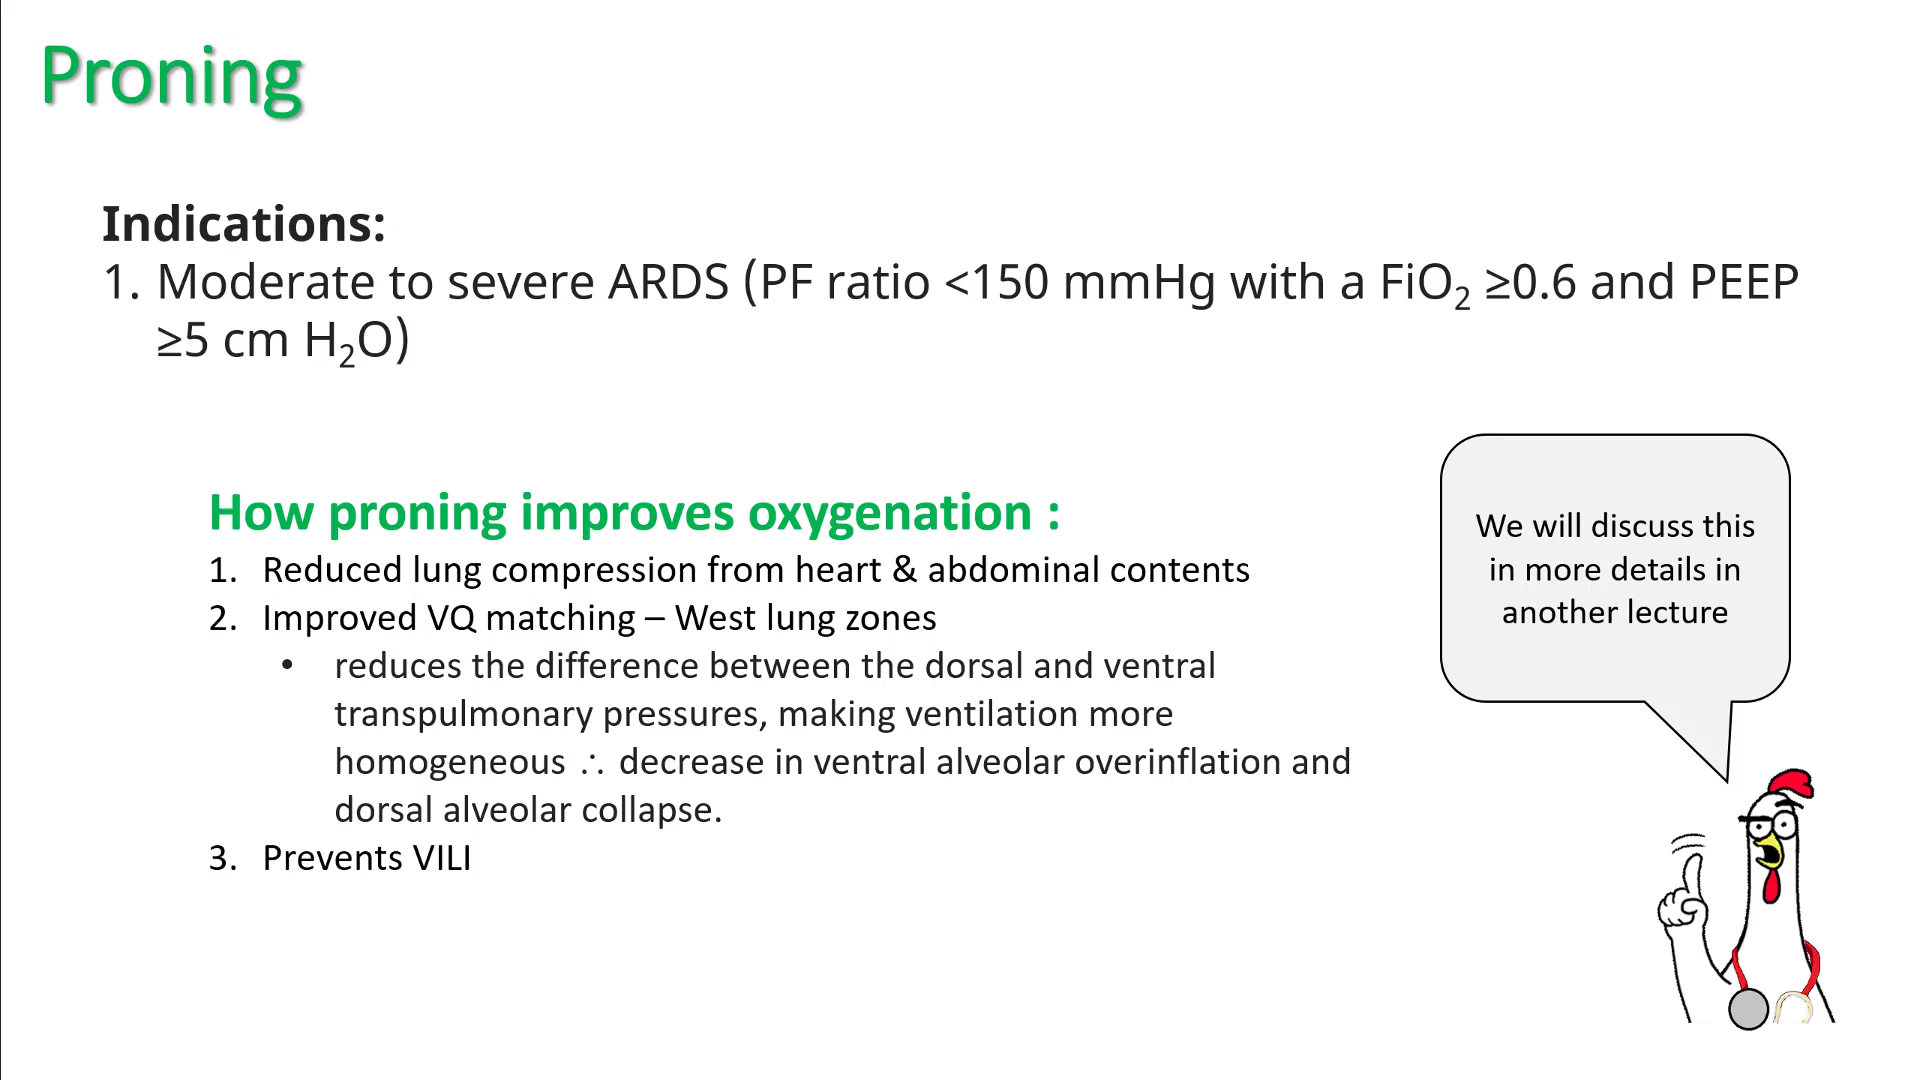 Proning
Indications:
1. Moderate to severe ARDS (PF ratio <150 mmHg with a FiO₂ ≥0.6 and PEEP
≥5 cm H₂O)
How proning improves oxygenation :
1. Reduced lung compression from heart & abdominal contents
2. Improved VQ matching – West lung zones
• reduces the difference between the dorsal and ventral
transpulmonary pressures, making ventilation more
homogeneous ∴ decrease in ventral alveolar overinflation and
dorsal alveolar collapse.
3. Prevents VILI
We will discuss this
in more details in
another lecture